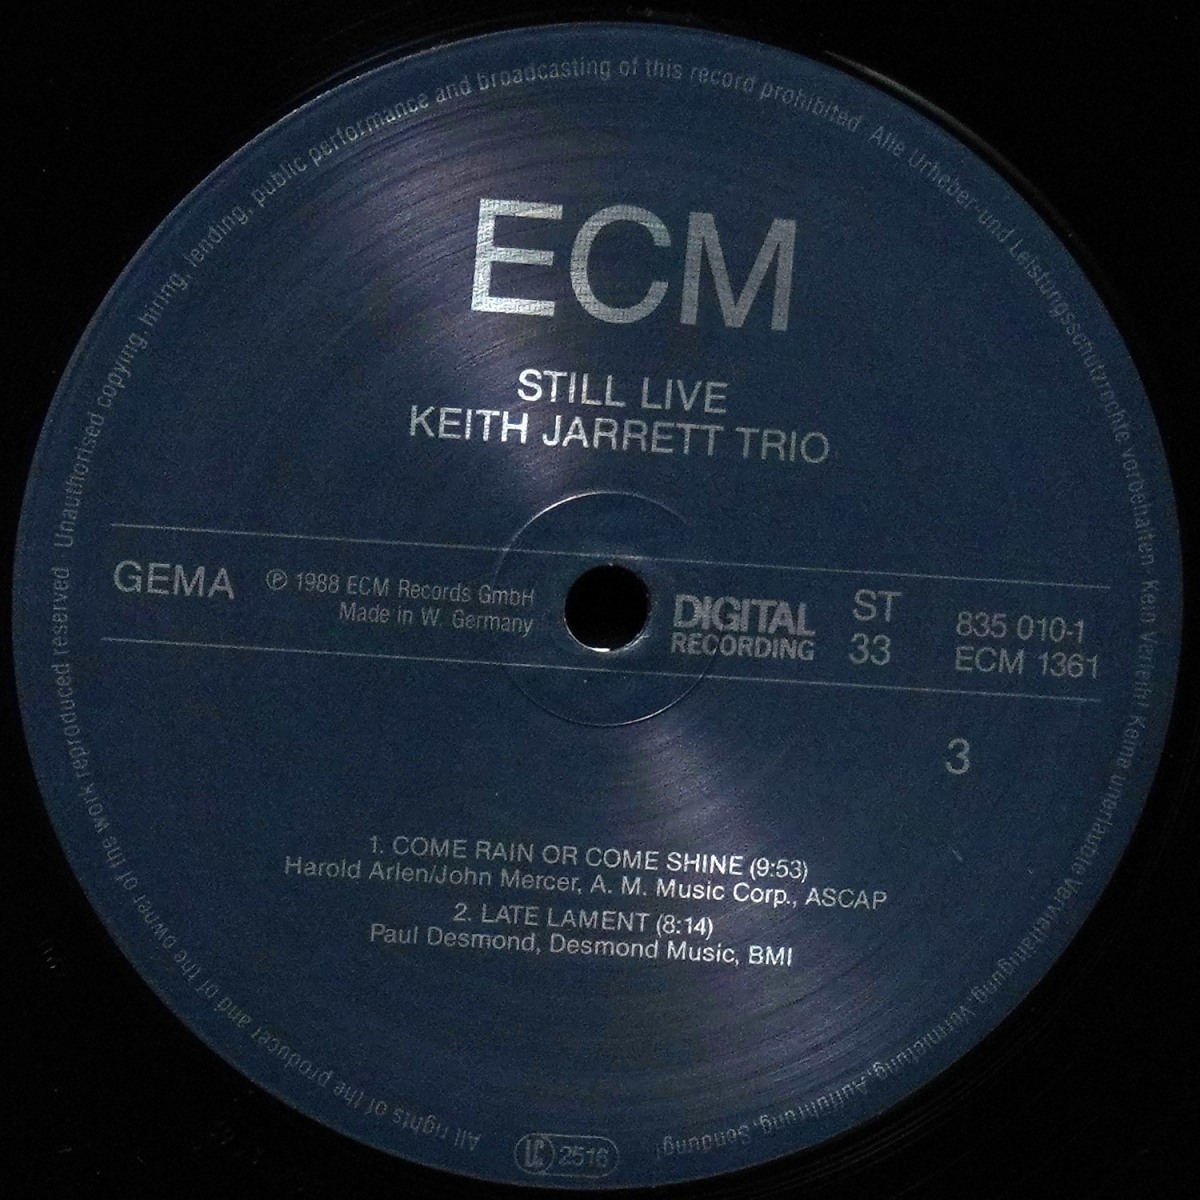 ECM
STILL LIVE
KEITH JARRETT TRIO
GEMA
℗ 1988 ECM Records GmbH
Made in W. Germany
DIGITAL
RECORDING
ST
33
835 010-1
ECM 1361
3
1. COME RAIN OR COME SHINE (9:53)
Harold Arlen/John Mercer, A. M. Music Corp., ASCAP
2. LATE LAMENT (8:14)
Paul Desmond, Desmond Music, BMI
All rights of the producer and of the owner of the work reproduced reserved Unauthorised copying, hiring, lending, public performance and broadcasting of this record prohibited Alle Urheber-und Leistungsschutzrechte vorbehalten Kein Verleih! Keine unerlaubte Vervielfältigung, Vermietung, Aufführung, Sendung!
LC 2516